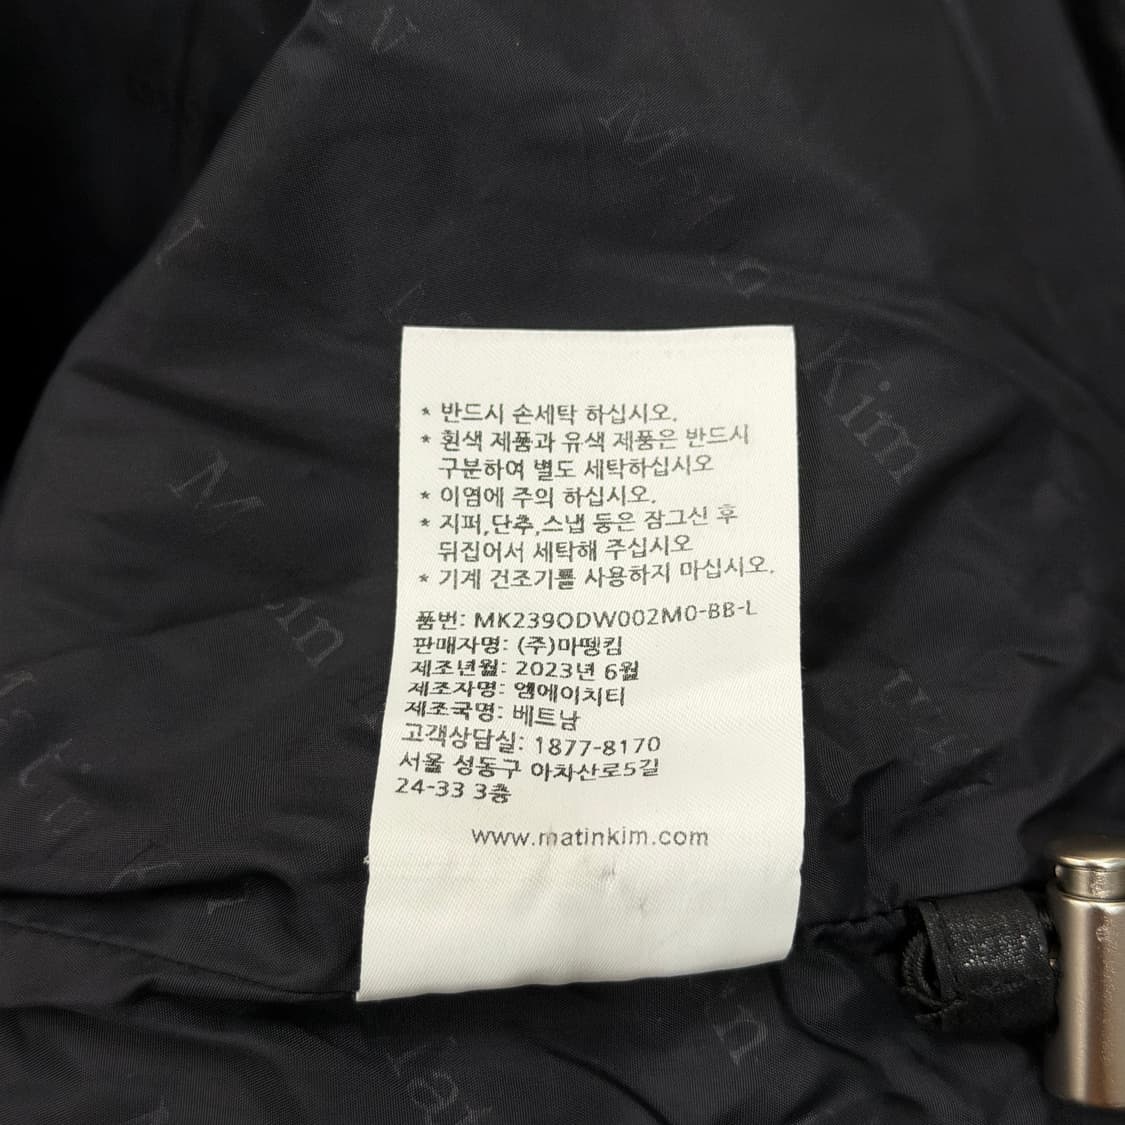 * 반드시 손세탁 하십시오.
* 흰색 제품과 유색 제품은 반드시
구분하여 별도 세탁하십시오
* 이염에 주의 하십시오.
* 지퍼,단추,스냅 등은 잠그신 후
뒤집어서 세탁해 주십시오
* 기계 건조기를 사용하지 마십시오.
품번: MK239ODW002M0-BB-L
판매자명: (주)마뗑킴
제조년월: 2023년 6월
제조자명: 엠에이치티
제조국명: 베트남
고객상담실: 1877-8170
서울 성동구 아차산로5길
24-33 3층
www.matinkim.com
Matin
Kim
Matin